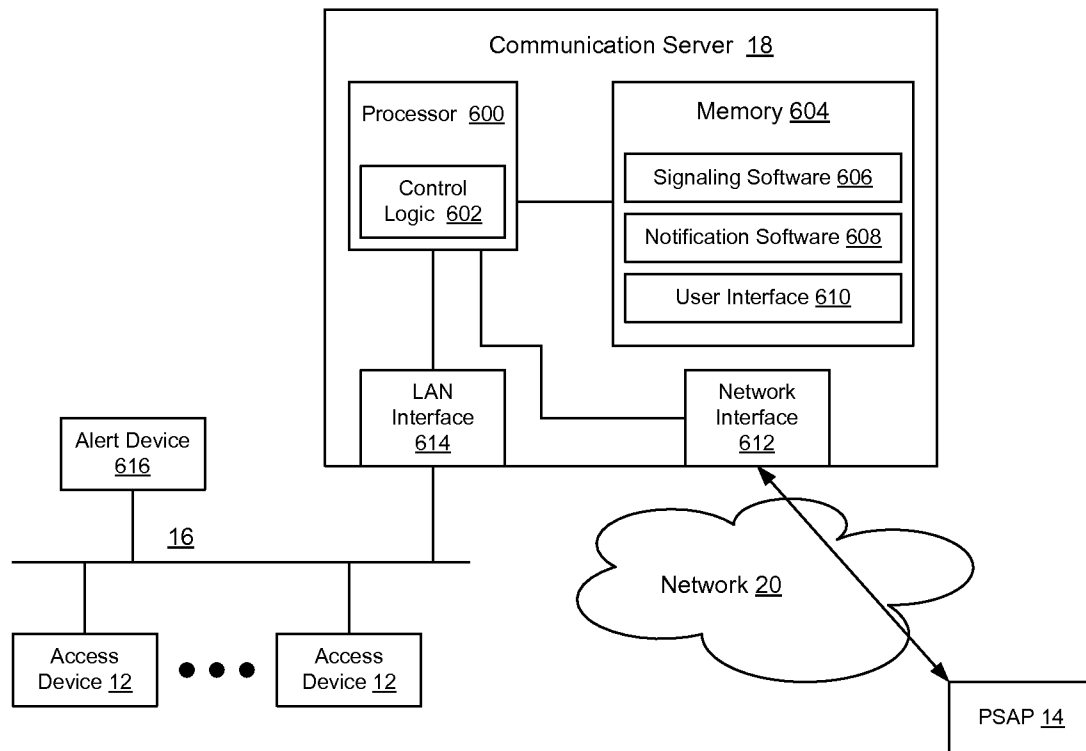 Communication Server 18
Processor 600
Control
Logic 602
Memory 604
Signaling Software 606
Notification Software 608
User Interface 610
LAN
Interface
614
Network
Interface
612
Alert Device
616
16
Network 20
Access
Device 12
Access
Device 12
PSAP 14